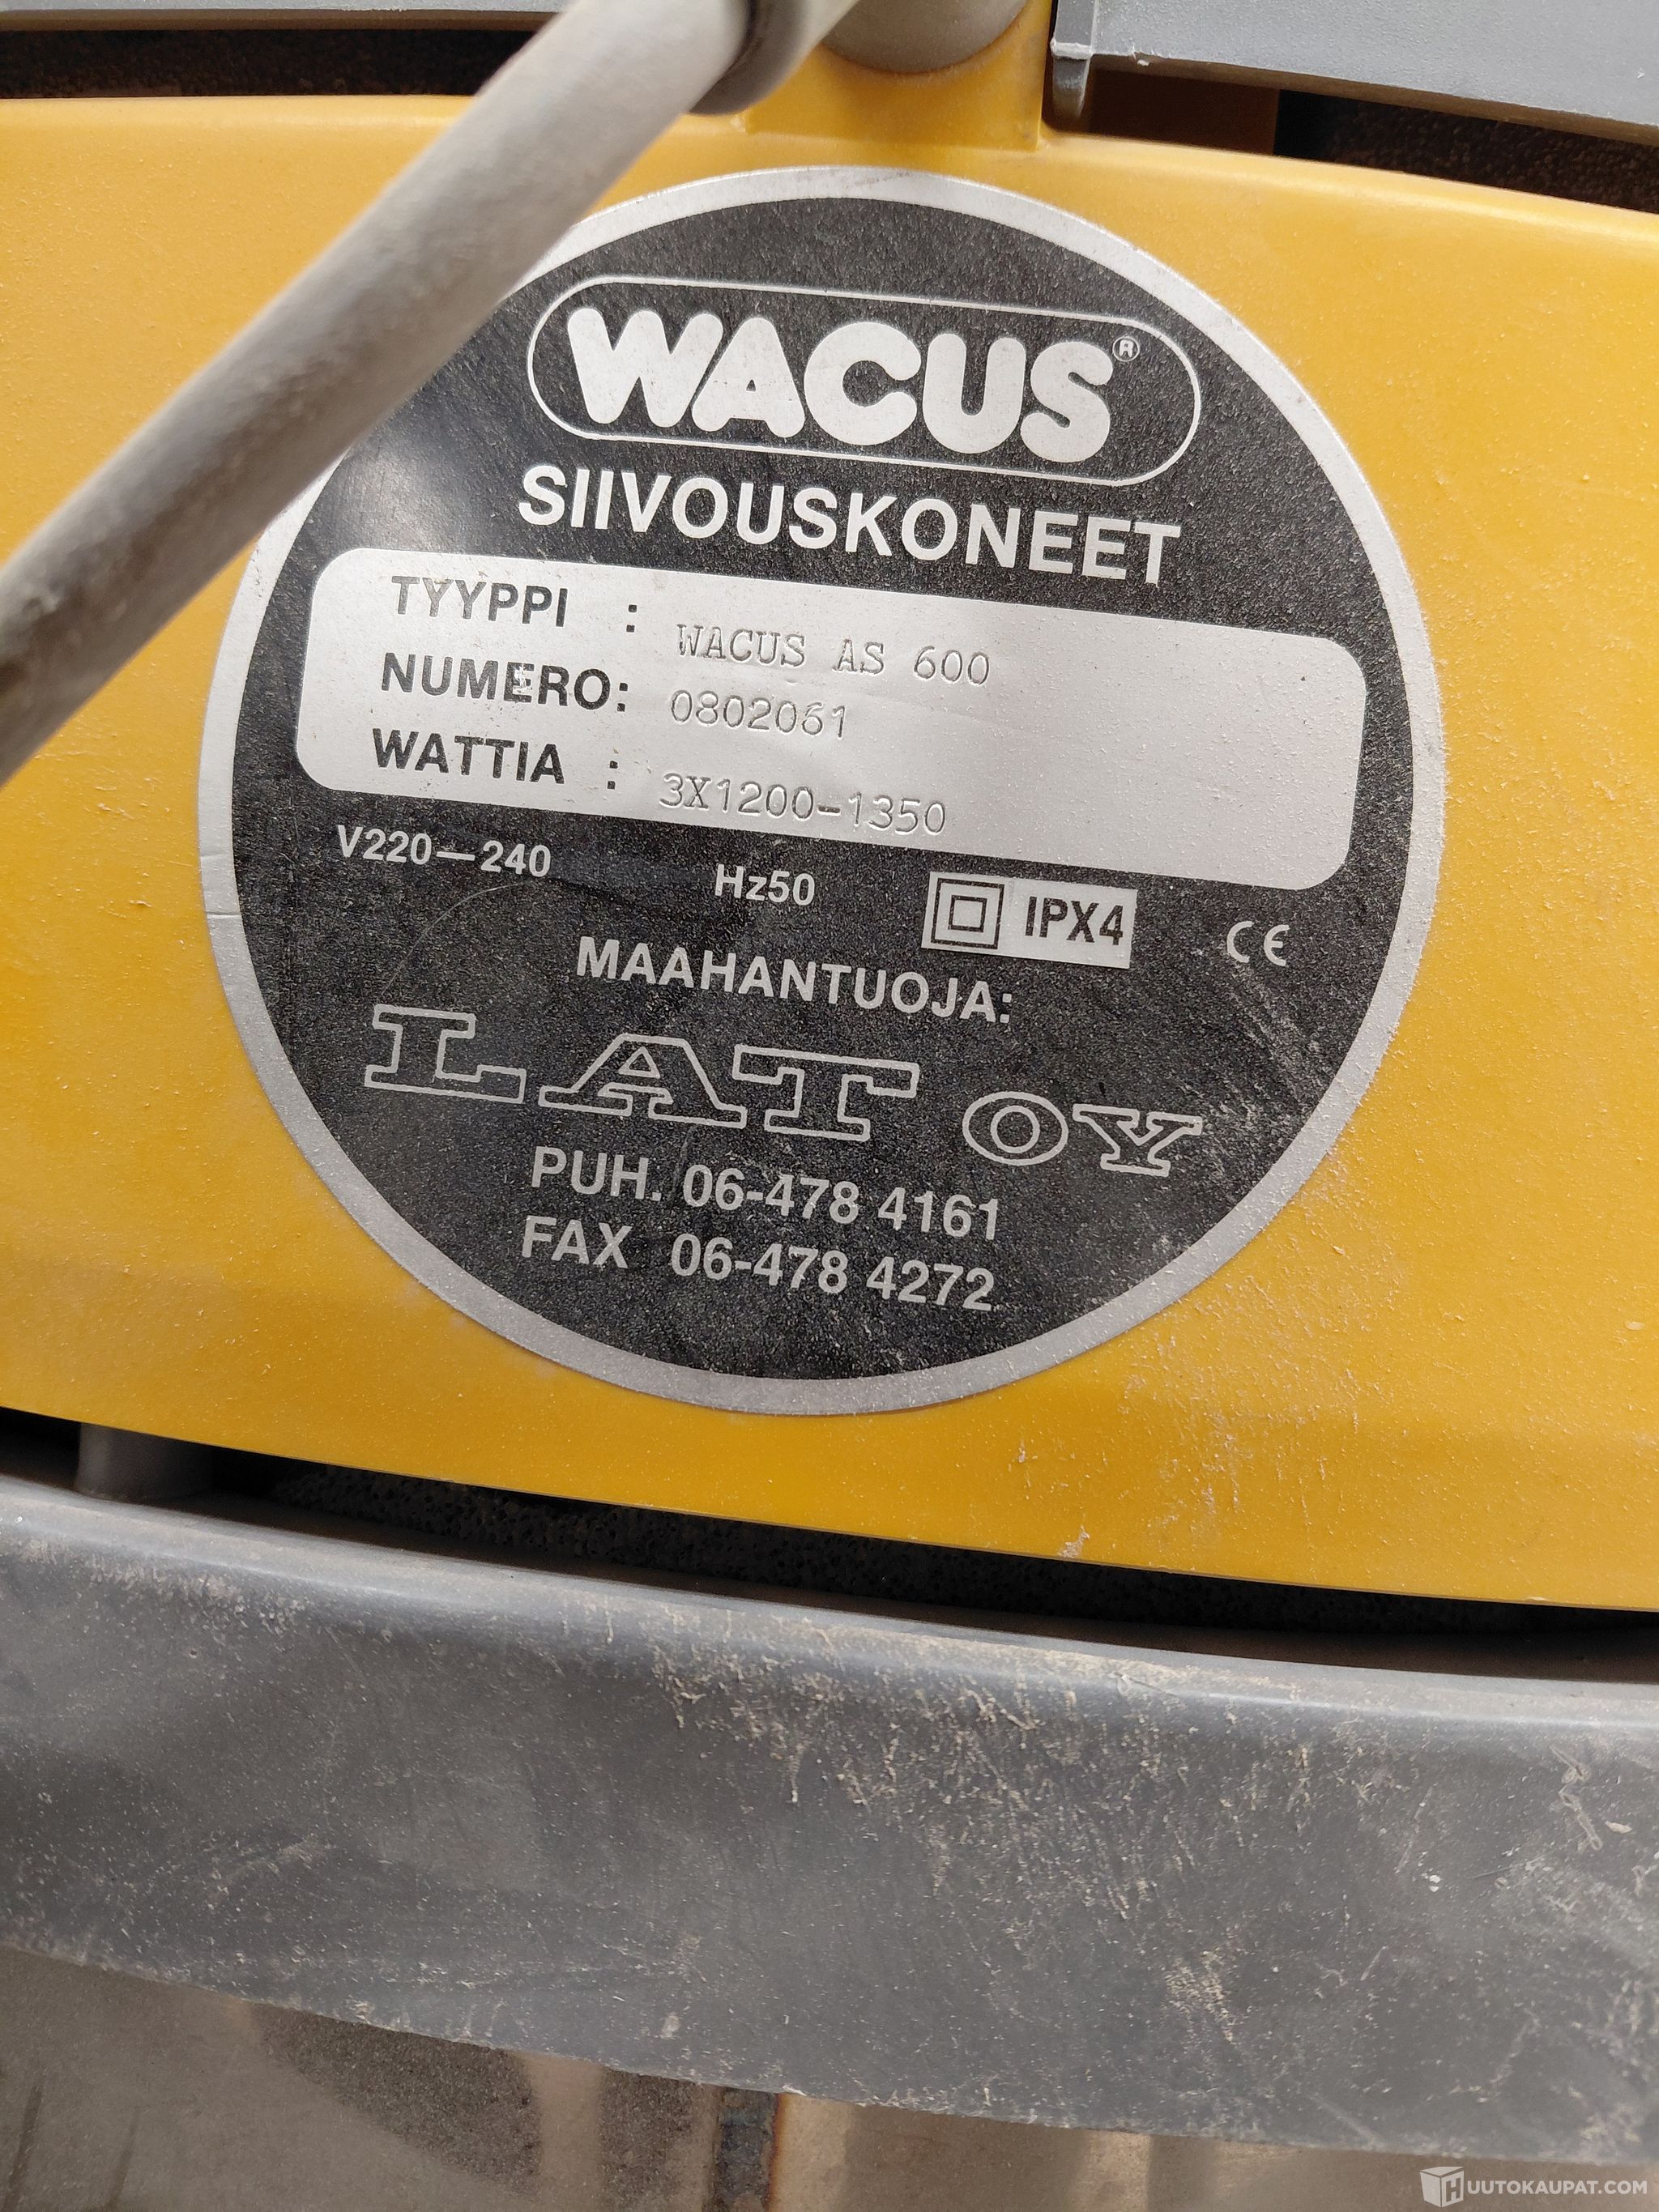 WACUS®
SIIVOUSKONEET
TYYPPI : WACUS AS 600
NUMERO: 0802061
WATTIA : 3X1200-1350
V220—240 Hz50 IPX4 CE
MAAHANTUOJA:
LAT OY
PUH. 06-478 4161
FAX 06-478 4272
HUUTOKAUPAT.COM